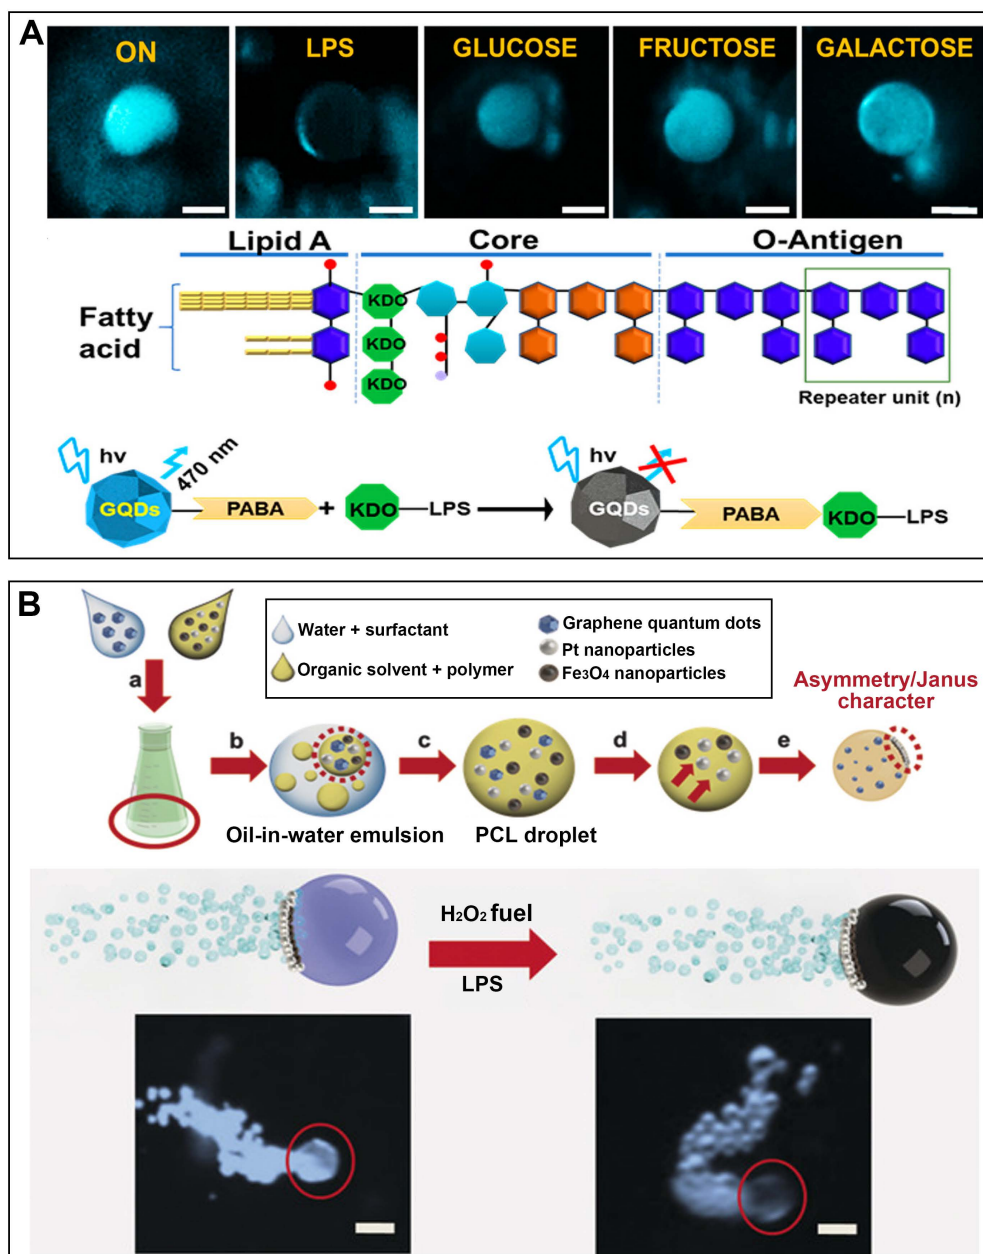 A
ON
LPS
GLUCOSE
FRUCTOSE
GALACTOSE
Lipid A
Core
O-Antigen
Fatty
acid
KDO
KDO
KDO
Repeater unit (n)
hv
470 nm
GQDs
PABA
+
KDO
LPS
hv
GQDs
PABA
KDO
LPS
B
Water + surfactant
Organic solvent + polymer
Graphene quantum dots
Pt nanoparticles
Fe₃O₄ nanoparticles
Asymmetry/Janus
character
a
b
c
d
e
Oil-in-water emulsion
PCL droplet
H₂O₂ fuel
LPS